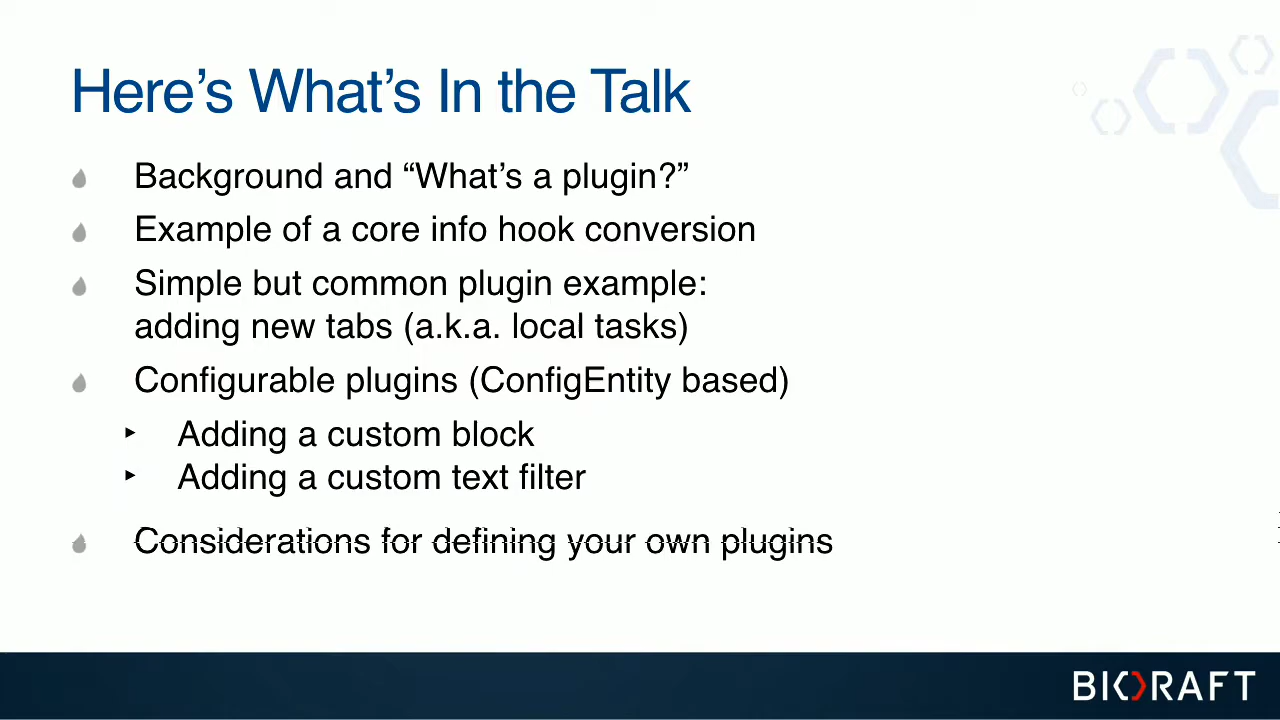 Here’s What’s In the Talk
Background and “What’s a plugin?”
Example of a core info hook conversion
Simple but common plugin example:
adding new tabs (a.k.a. local tasks)
Configurable plugins (ConfigEntity based)
Adding a custom block
Adding a custom text filter
Considerations for defining your own plugins
BIORAFT